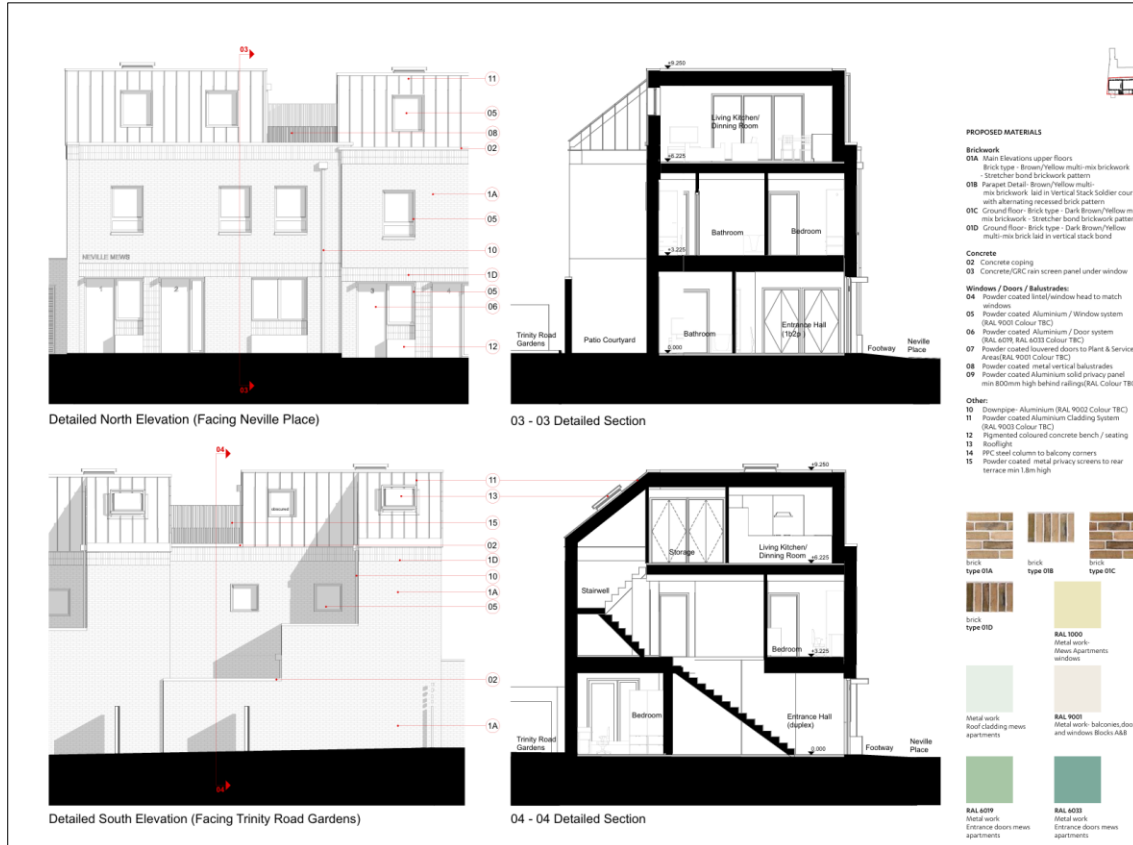 03
11
05
08
02
1A
05
10
1D
05
06
12
NEVILLE MEWS
1
2
3
4
03
Detailed North Elevation (Facing Neville Place)
+9.250
Living Kitchen/
Dinning Room
+6.225
Bathroom
Bedroom
+3.225
Bathroom
Entrance Hall
(1b2p )
0.000
Trinity Road
Gardens
Patio Courtyard
Footway
Neville
Place
03 - 03 Detailed Section
04
11
13
15
02
1D
10
1A
05
02
1A
04
Detailed South Elevation (Facing Trinity Road Gardens)
+9.250
Storage
Living Kitchen/
Dinning Room
+6.225
Stairwell
Bedroom
+3.225
Bedroom
Entrance Hall
(duplex)
0.000
Trinity Road
Gardens
Footway
Neville
Place
04 - 04 Detailed Section
PROPOSED MATERIALS
Brickwork
01A Main Elevations upper floors
Brick type - Brown/Yellow multi-mix brickwork
- Stretcher bond brickwork pattern
01B Parapet Detail- Brown/Yellow multi-
mix brickwork laid in Vertical Stack Soldier cour
with alternating recessed brick pattern
01C Ground floor- Brick type - Dark Brown/Yellow m
mix brickwork - Stretcher bond brickwork patter
01D Ground floor- Brick type - Dark Brown/Yellow
multi-mix brick laid in vertical stack bond
Concrete
02 Concrete coping
03 Concrete/GRC rain screen panel under window
Windows / Doors / Balustrades:
04 Powder coated lintel/window head to match
windows
05 Powder coated Aluminium / Window system
(RAL 9001 Colour TBC)
06 Powder coated Aluminium / Door system
(RAL 6019, RAL 6033 Colour TBC)
07 Powder coated louvered doors to Plant & Service
Areas(RAL 9001 Colour TBC)
08 Powder coated metal vertical balustrades
09 Powder coated Aluminium solid privacy panel
min 800mm high behind railings(RAL Colour TB
Other:
10 Downpipe- Aluminium (RAL 9002 Colour TBC)
11 Powder coated Aluminium Cladding System
(RAL 9003 Colour TBC)
12 Pigmented coloured concrete bench / seating
13 Rooflight
14 PPC steel column to balcony corners
15 Powder coated metal privacy screens to rear
terrace min 1.8m high
brick
type 01A
brick
type 01B
brick
type 01C
brick
type 01D
RAL 1000
Metal work-
Mews Apartments
windows
Metal work
Roof cladding mews
apartments
RAL 9001
Metal work- balconies,doo
and windows Blocks A&B
RAL 6019
Metal work
Entrance doors mews
apartments
RAL 6033
Metal work
Entrance doors mews
apartments